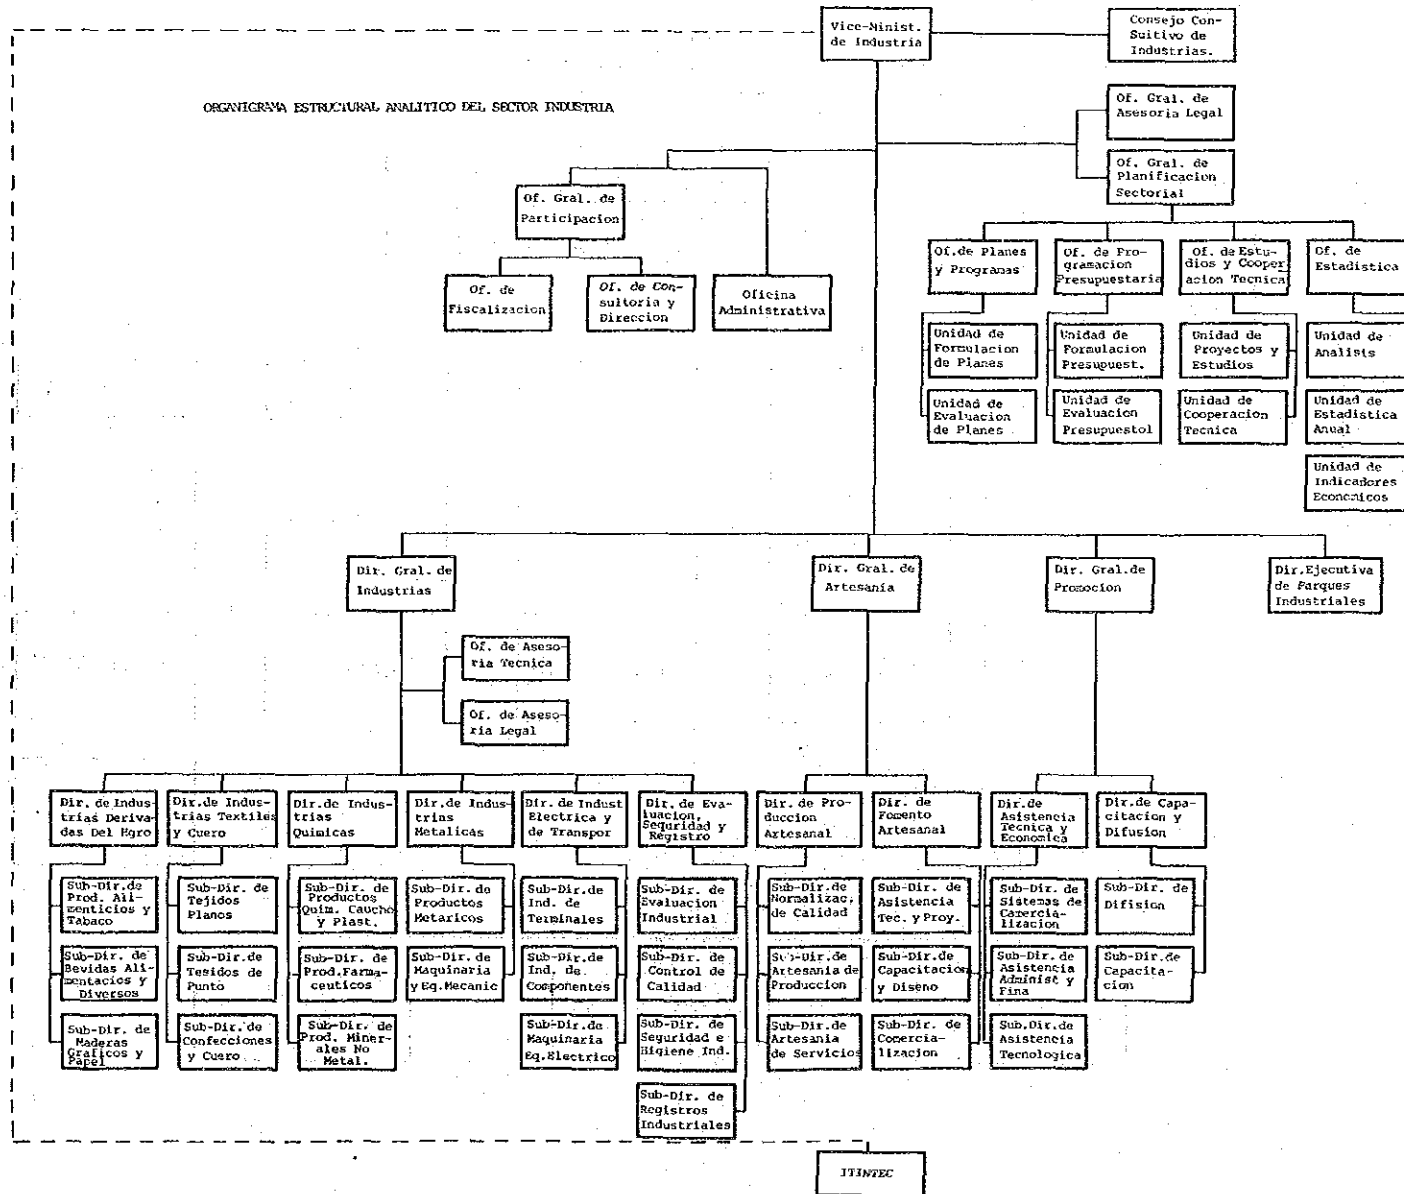 Vice-Minist.
de Industria
Consejo Con-
Suitivo de
Industrias.
ORGANIGRAMA ESTRUCTURAL ANALITICO DEL SECTOR INDUSTRIA
Of. Gral. de
Asesoria Legal
Of. Gral. de
Planificacion
Sectorial
Of. Gral. de
Participacion
Of. de
Fiscalizacion
Of. de Con-
sultoria y
Direccion
Oficina
Administrativa
Of.de Planes
y Programas
Of. de Pro-
gramacion
Presupuestaria
Of. de Estu-
dios y Cooper
acion Tecnica
Of. de
Estadistica
Unidad de
Formulacion
de Planes
Unidad de
Formulacion
Presupuest.
Unidad de
Proyectos y
Estudios
Unidad de
Analisis
Unidad de
Evaluacion
de Planes
Unidad de
Evaluacion
Presupuestol
Unidad de
Cooperacion
Tecnica
Unidad de
Estadistica
Anual
Unidad de
Indicadores
Economicos
Dir. Gral. de
Industrias
Dir. Gral. de
Artesania
Dir. Gral.de
Promocion
Dir.Ejecutiva
de Parques
Industriales
Of. de Aseso-
ria Tecnica
Of. de Aseso-
ria Legal
Dir. de Indus-
trias Deriva-
das Del Hgro
Dir.de Indus-
trias Textiles
y Cuero
Dir.de Indus-
trias
Quimicas
Dir.de Indus-
trins
Metalicas
Dir.de Indust
Electrica y
de Transpor
Dir.de Eva-
luacion,
Seguridad y
Registro
Dir. de Pro-
duccion
Artesanal
Dir. de
Fomento
Artesanal
Dir.de
Asistencia
Tecnica y
Economica
Dir.de Capa-
citacion y
Difusion
Sub-Dir.de
Prod. Ali-
menticios y
Tabaco
Sub-Dir. de
Tejidos
Planos
Sub-Dir. de
Productos
Quim. Caucho
y Plast.
Sub-Dir. de
Productos
Metaricos
Sub-Dir.de
Ind. de
Terminales
Sub-Dir.de
Evaluacion
Industrial
Sub-Dir.de
Normalizac.
de Calidad
Sub-Dir. de
Asistencia
Tec. y Proy.
Sub-Dir. de
Sistemas de
Comercia-
lizacion
Sub-Dir. de
Difision
Sub-Dir. de
Bevidas Ali-
mentacios y
Diversos
Sub-Dir. de
Tesidos de
Punto
Sub-Dir. de
Prod.Farma-
ceuticos
Sub-Dir. de
Maquinaria
y Eq.Mecanic
Sub-Dir. de
Ind. de
Componentes
Sub-Dir. de
Control de
Calidad
Sub-Dir. de
Artesania de
Produccion
Sub-Dir. de
Capacitacion
y Diseno
Sub-Dir. de
Asistencia
Administ y
Fina
Sub-Dir. de
Capacita-
cion
Sub-Dir. de
Maderas
Graficos y
Papel
Sub-Dir. de
Confecciones
y Cuero
Sub-Dir. de
Prod. Miner-
ales No
Metal.
Sub-Dir.de
Maquinaria
Eq.Electrico
Sub-Dir. de
Seguridad e
Higiene Ind.
Sub-Dir. de
Artesania
de Servicios
Sub-Dir. de
Comercia-
lizacion
Sub.Dir.de
Asistencia
Tecnologica
Sub-Dir. de
Registros
Industriales
ITINTEC